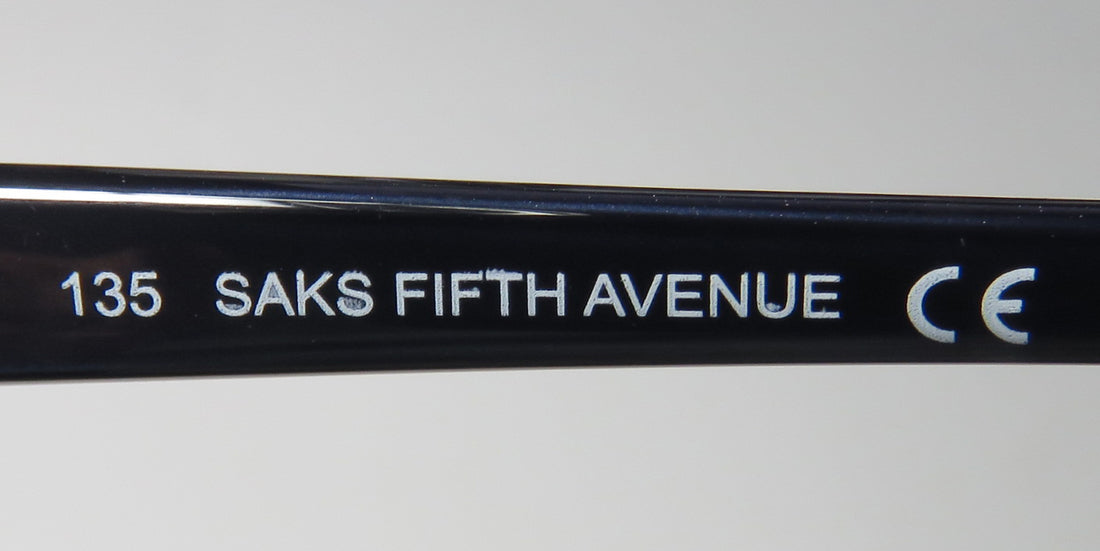 135 SAKS FIFTH AVENUE CE